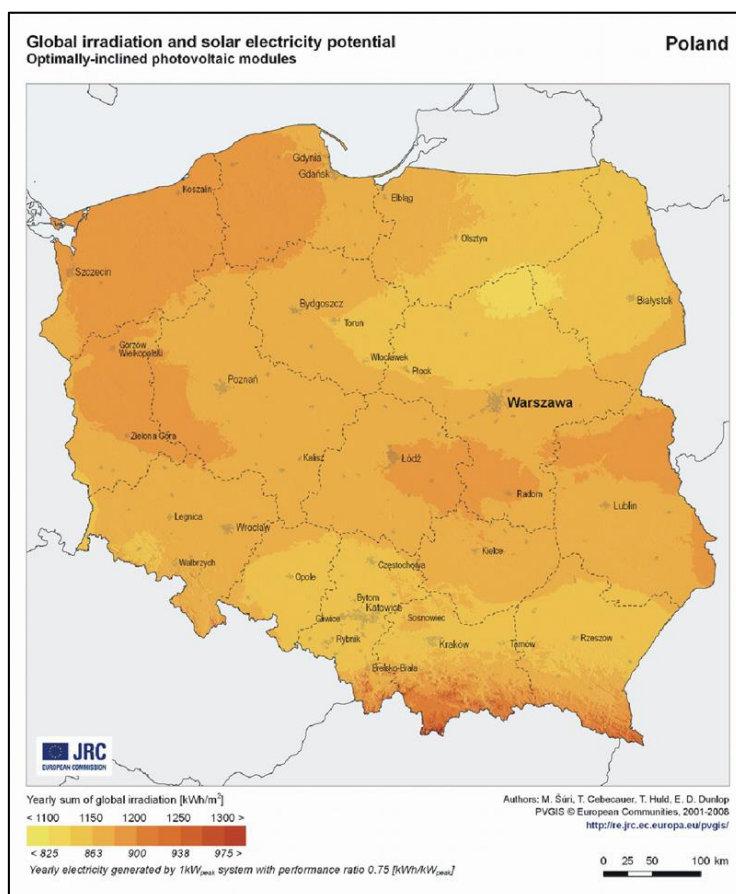 Global irradiation and solar electricity potential
Optimally-inclined photovoltaic modules
Poland
Gdynia
Gdańsk
Koszalin
Elbląg
Olsztyn
Szczecin
Białystok
Bydgoszcz
Toruń
Gorzów
Wielkopolski
Włocławek
Płock
Poznań
Warszawa
Zielona Góra
Kalisz
Łódź
Radom
Lublin
Legnica
Wrocław
Wałbrzych
Kielce
Opole
Częstochowa
Bytom
Katowice
Gliwice
Sosnowiec
Rybnik
Kraków
Tarnów
Rzeszów
Bielsko-Biała
JRC
EUROPEAN COMMISSION
Yearly sum of global irradiation [kWh/m²]
< 1100 1150 1200 1250 1300 >
< 825 863 900 938 975 >
Yearly electricity generated by 1kWpeak system with performance ratio 0.75 [kWh/kWpeak]
Authors: M. Šúri, T. Cebecauer, T. Huld, E. D. Dunlop
PVGIS © European Communities, 2001-2008
http://re.jrc.ec.europa.eu/pvgis/
0 25 50 100 km